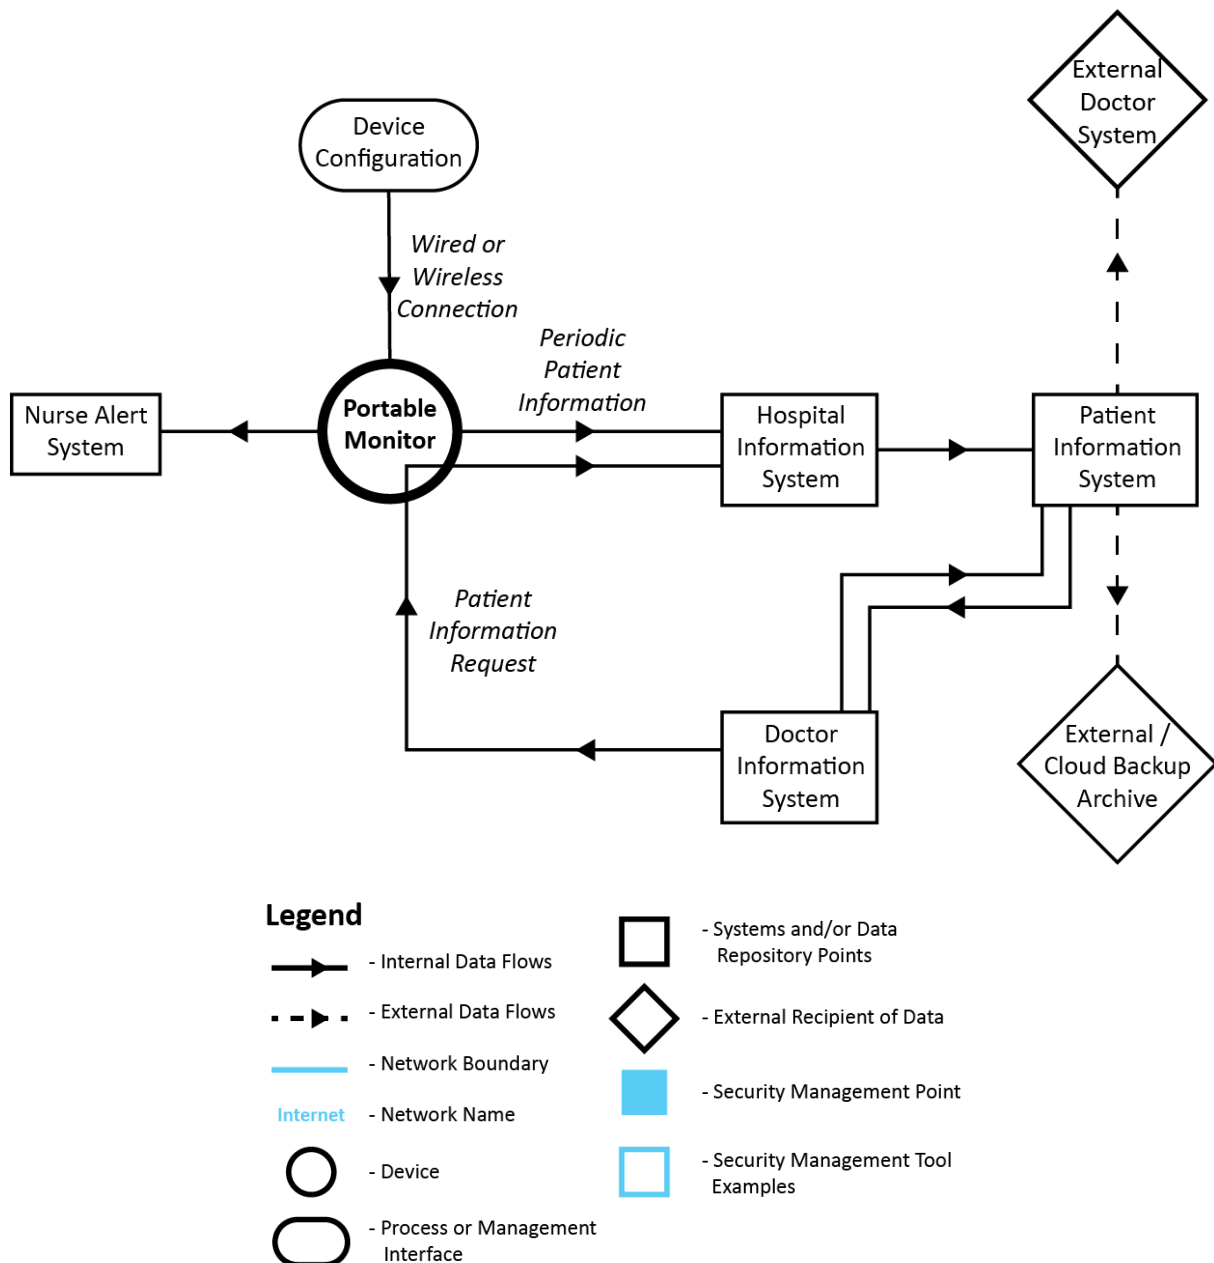 External
Doctor
System
Device
Configuration
Wired or
Wireless
Connection
Periodic
Patient
Information
Nurse Alert
System
Portable
Monitor
Hospital
Information
System
Patient
Information
System
Patient
Information
Request
Doctor
Information
System
External /
Cloud Backup
Archive
Legend
- Internal Data Flows
- External Data Flows
- Network Boundary
Internet - Network Name
- Device
- Process or Management
Interface
- Systems and/or Data
Repository Points
- External Recipient of Data
- Security Management Point
- Security Management Tool
Examples